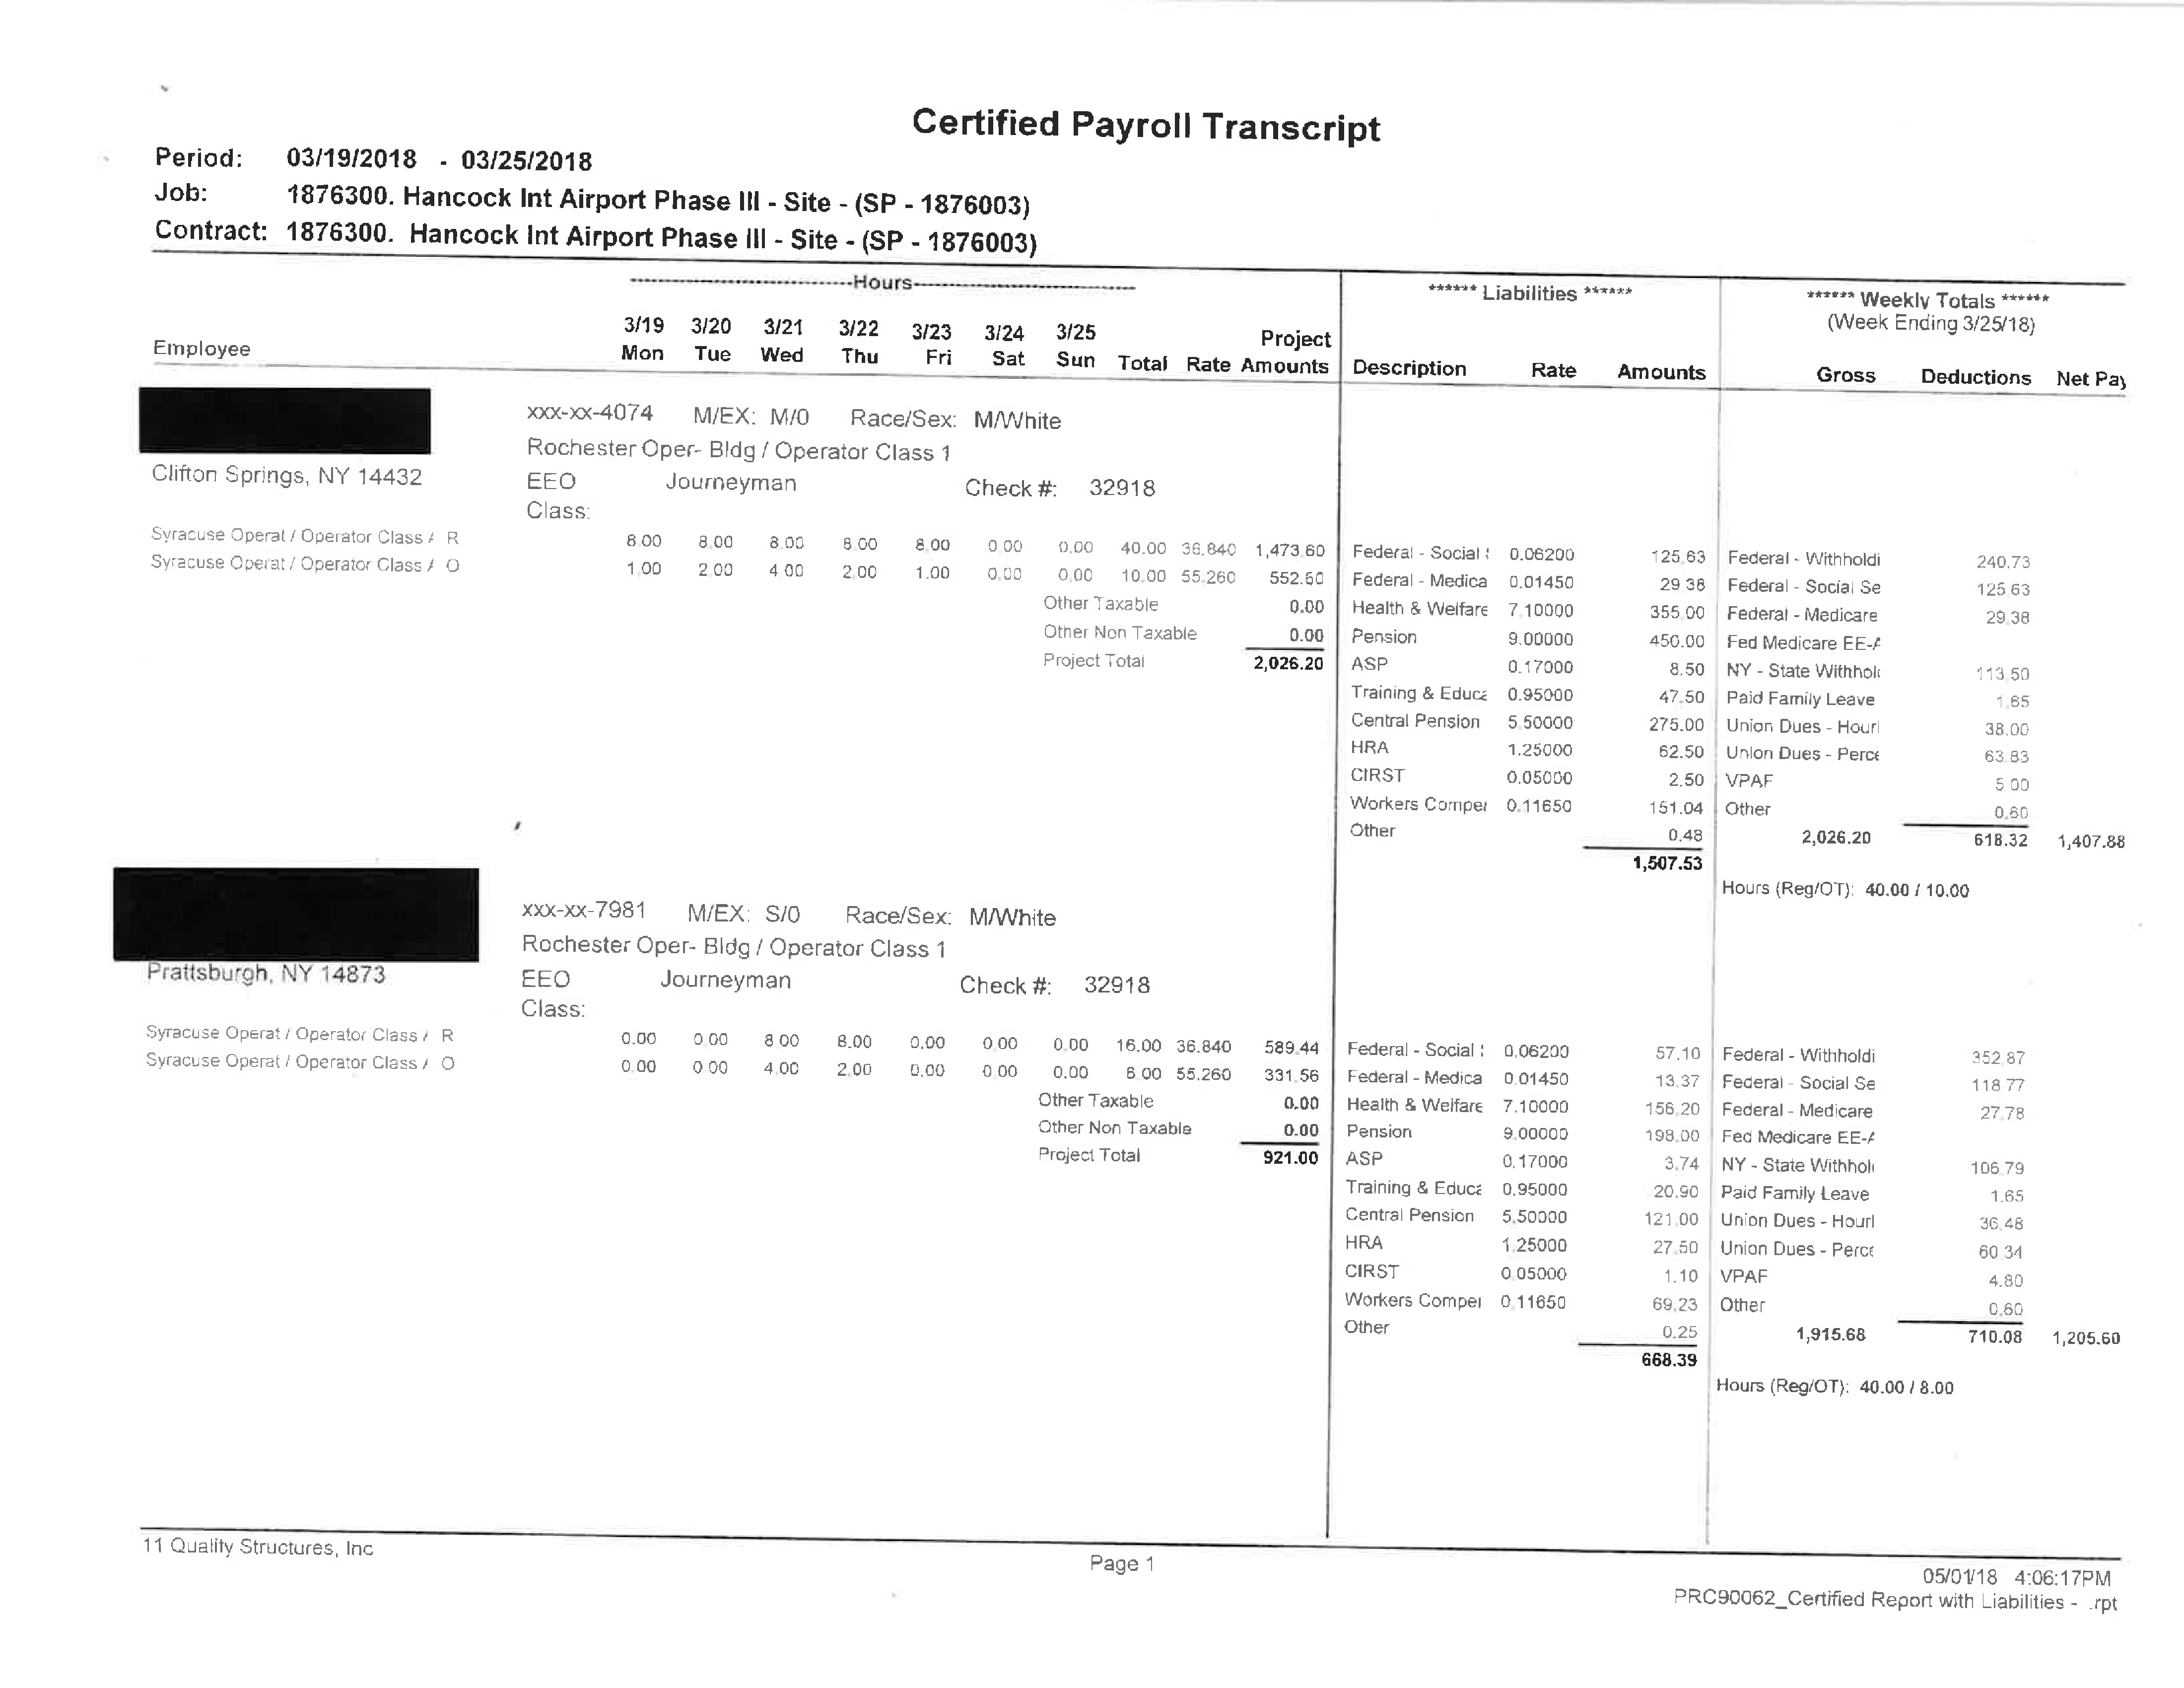 Certified Payroll Transcript
Period: 03/19/2018 - 03/25/2018
Job: 1876300. Hancock Int Airport Phase III - Site - (SP - 1876003)
Contract: 1876300. Hancock Int Airport Phase III - Site - (SP - 1876003)
Hours ****** Liabilities ****** ****** Weekly Totals ******
(Week Ending 3/25/18)
3/19 3/20 3/21 3/22 3/23 3/24 3/25 Project
Employee Mon Tue Wed Thu Fri Sat Sun Total Rate Amounts Description Rate Amounts Gross Deductions Net Pay
xxx-xx-4074 M/EX: M/0 Race/Sex: M/White
Rochester Oper- Bldg / Operator Class 1
Clifton Springs, NY 14432 EEO Journeyman Check #: 32918
Class:
Syracuse Operat / Operator Class A R 8.00 8.00 8.00 8.00 8.00 0.00 0.00 40.00 36.840 1,473.60 Federal - Social 0.06200 125.63 Federal - Withholdi 240.73
Syracuse Operat / Operator Class A O 1.00 2.00 4.00 2.00 1.00 0.00 0.00 10.00 55.260 552.60 Federal - Medica 0.01450 29.38 Federal - Social Se 125.63
Other Taxable 0.00 Health & Welfare 7.10000 355.00 Federal - Medicare 29.38
Other Non Taxable 0.00 Pension 9.00000 450.00 Fed Medicare EE-A
Project Total 2,026.20 ASP 0.17000 8.50 NY - State Withhol 113.50
Training & Educa 0.95000 47.50 Paid Family Leave 1.65
Central Pension 5.50000 275.00 Union Dues - Hourl 38.00
HRA 1.25000 62.50 Union Dues - Perce 63.83
CIRST 0.05000 2.50 VPAF 5.00
Workers Comper 0.11650 151.04 Other 0.60
Other 0.48 2,026.20 618.32 1,407.88
1,507.53
Hours (Reg/OT): 40.00 / 10.00
xxx-xx-7981 M/EX: S/0 Race/Sex: M/White
Rochester Oper- Bldg / Operator Class 1
Prattsburgh, NY 14873 EEO Journeyman Check #: 32918
Class:
Syracuse Operat / Operator Class A R 0.00 0.00 8.00 8.00 0.00 0.00 0.00 16.00 36.840 589.44 Federal - Social 0.06200 57.10 Federal - Withholdi 352.87
Syracuse Operat / Operator Class A O 0.00 0.00 4.00 2.00 0.00 0.00 0.00 6.00 55.260 331.56 Federal - Medica 0.01450 13.37 Federal - Social Se 118.77
Other Taxable 0.00 Health & Welfare 7.10000 156.20 Federal - Medicare 27.78
Other Non Taxable 0.00 Pension 9.00000 198.00 Fed Medicare EE-A
Project Total 921.00 ASP 0.17000 3.74 NY - State Withhol 106.79
Training & Educa 0.95000 20.90 Paid Family Leave 1.65
Central Pension 5.50000 121.00 Union Dues - Hourl 36.48
HRA 1.25000 27.50 Union Dues - Perce 60.34
CIRST 0.05000 1.10 VPAF 4.80
Workers Comper 0.11650 69.23 Other 0.60
Other 0.25 1,915.68 710.08 1,205.60
668.39
Hours (Reg/OT): 40.00 / 8.00
11 Quality Structures, Inc
Page 1
05/01/18 4:06:17PM
PRC90062_Certified Report with Liabilities - .rpt